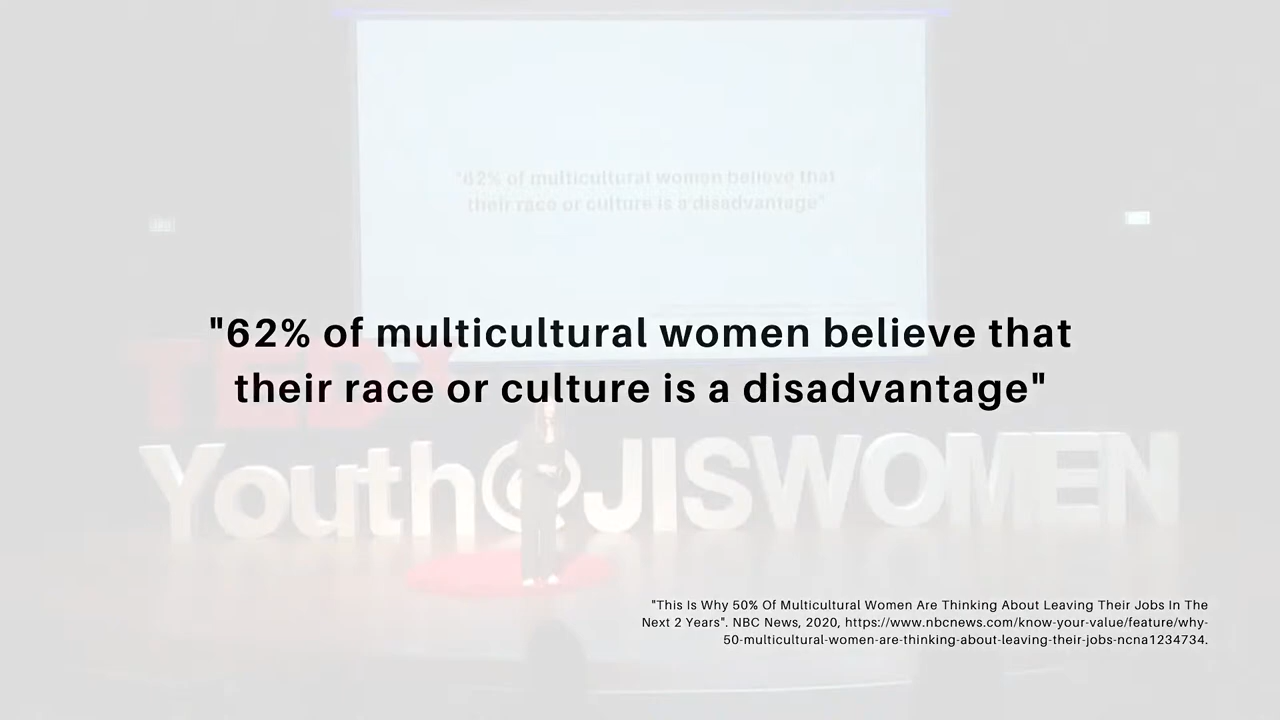 "62% of multicultural women believe that
their race or culture is a disadvantage"
TEDX
Youth@JISWOMEN
"62% of multicultural women believe that
their race or culture is a disadvantage"
"This Is Why 50% Of Multicultural Women Are Thinking About Leaving Their Jobs In The
Next 2 Years". NBC News, 2020, https://www.nbcnews.com/know-your-value/feature/why-
50-multicultural-women-are-thinking-about-leaving-their-jobs-ncna1234734.